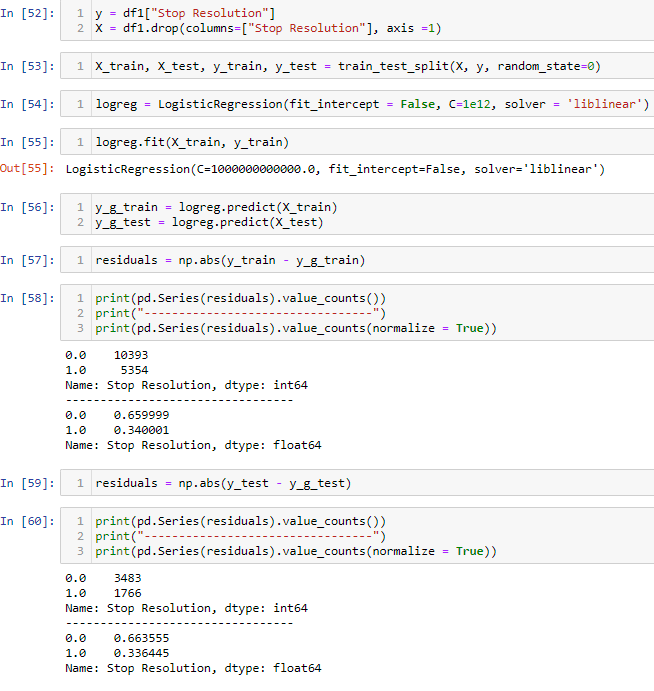 In [52]: 1 y = df1["Stop Resolution"]
2 X = df1.drop(columns=["Stop Resolution"], axis =1)
In [53]: 1 X_train, X_test, y_train, y_test = train_test_split(X, y, random_state=0)
In [54]: 1 logreg = LogisticRegression(fit_intercept = False, C=1e12, solver = 'liblinear')
In [55]: 1 logreg.fit(X_train, y_train)
Out[55]: LogisticRegression(C=1000000000000.0, fit_intercept=False, solver='liblinear')
In [56]: 1 y_g_train = logreg.predict(X_train)
2 y_g_test = logreg.predict(X_test)
In [57]: 1 residuals = np.abs(y_train - y_g_train)
In [58]: 1 print(pd.Series(residuals).value_counts())
2 print("---------------------------------")
3 print(pd.Series(residuals).value_counts(normalize = True))
0.0 10393
1.0 5354
Name: Stop Resolution, dtype: int64
---------------------------------
0.0 0.659999
1.0 0.340001
Name: Stop Resolution, dtype: float64
In [59]: 1 residuals = np.abs(y_test - y_g_test)
In [60]: 1 print(pd.Series(residuals).value_counts())
2 print("---------------------------------")
3 print(pd.Series(residuals).value_counts(normalize = True))
0.0 3483
1.0 1766
Name: Stop Resolution, dtype: int64
---------------------------------
0.0 0.663555
1.0 0.336445
Name: Stop Resolution, dtype: float64